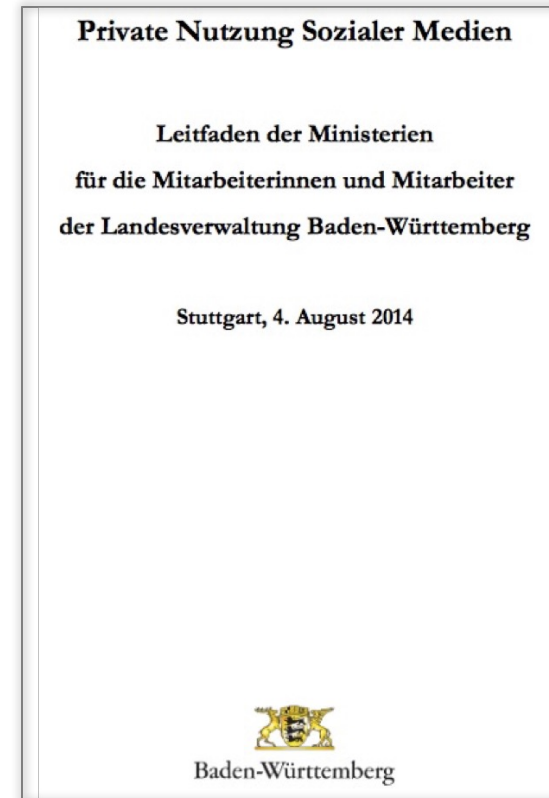 Private Nutzung Sozialer Medien
Leitfaden der Ministerien
für die Mitarbeiterinnen und Mitarbeiter
der Landesverwaltung Baden-Württemberg
Stuttgart, 4. August 2014
Baden-Württemberg